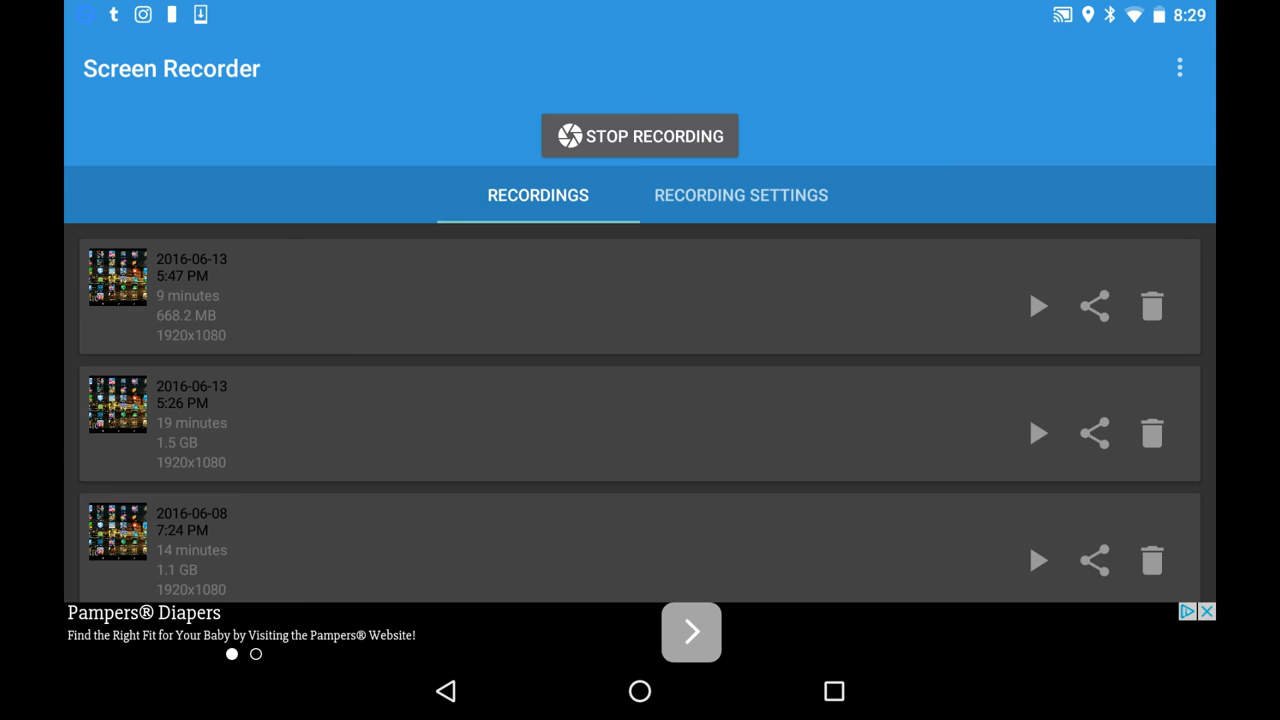 8:29
Screen Recorder
STOP RECORDING
RECORDINGS
RECORDING SETTINGS
2016-06-13
5:47 PM
9 minutes
668.2 MB
1920x1080
2016-06-13
5:26 PM
19 minutes
1.5 GB
1920x1080
2016-06-08
7:24 PM
14 minutes
1.1 GB
1920x1080
Pampers® Diapers
Find the Right Fit for Your Baby by Visiting the Pampers® Website!